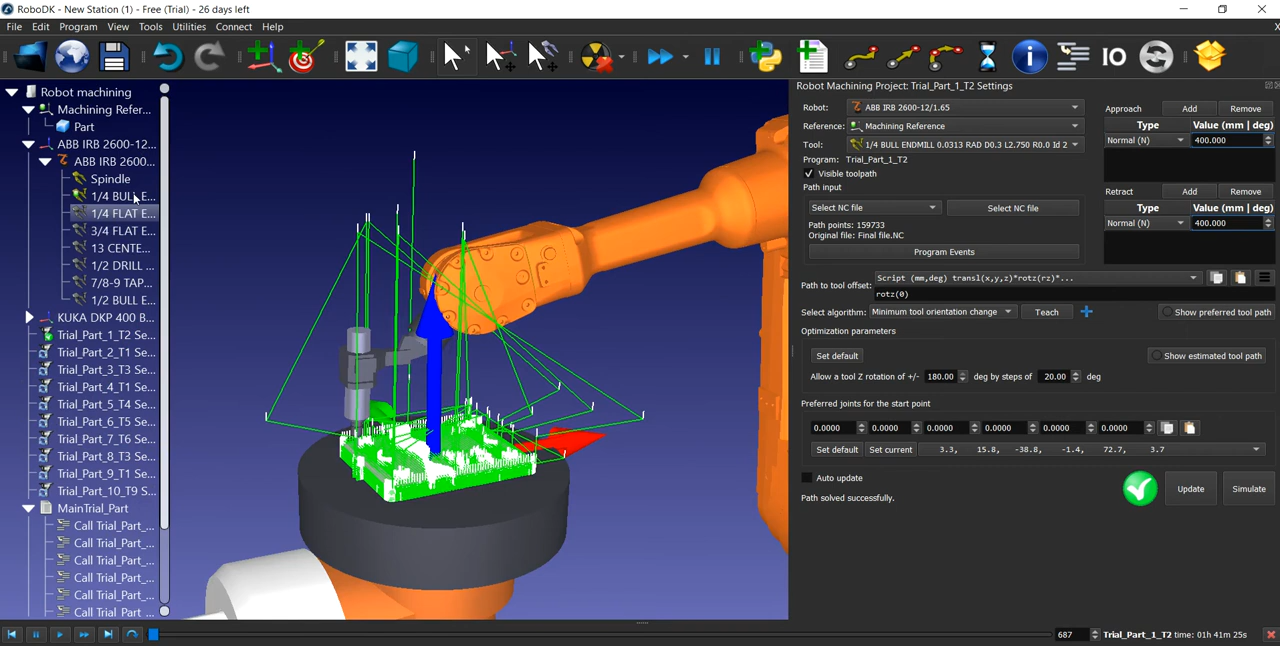 RoboDK - New Station (1) - Free (Trial) - 26 days left
File Edit Program View Tools Utilities Connect Help
IO
Robot machining
Machining Refer...
Part
ABB IRB 2600-12...
ABB IRB 2600...
Spindle
1/4 BULL E...
1/4 FLAT E...
3/4 FLAT E...
13 CENTE...
1/2 DRILL ...
7/8-9 TAP...
1/2 BULL E...
KUKA DKP 400 B...
Trial_Part_1_T2 Se...
Trial_Part_2_T1 Se...
Trial_Part_3_T3 Se...
Trial_Part_4_T1 Se...
Trial_Part_5_T4 Se...
Trial_Part_6_T5 Se...
Trial_Part_7_T6 Se...
Trial_Part_8_T3 Se...
Trial_Part_9_T1 Se...
Trial_Part_10_T9 S...
MainTrial_Part
Call Trial_Part_...
Call Trial_Part_...
Call Trial_Part_...
Call Trial_Part_...
Call Trial_Part_...
Call Trial_Part_...
Robot Machining Project: Trial_Part_1_T2 Settings
Robot: ABB IRB 2600-12/1.65
Reference: Machining Reference
Tool: 1/4 BULL ENDMILL 0.0313 RAD D0.3 L2.750 R0.0 Id 2
Program: Trial_Part_1_T2
Visible toolpath
Path input
Select NC file Select NC file
Path points: 159733
Original file: Final file.NC
Program Events
Approach Add Remove
Type Value (mm | deg)
Normal (N) 400.000
Retract Add Remove
Type Value (mm | deg)
Normal (N) 400.000
Path to tool offset: Script (mm,deg) transl(x,y,z)*rotz(rz)*...
rotz(0)
Select algorithm: Minimum tool orientation change Teach Show preferred tool path
Optimization parameters
Set default Show estimated tool path
Allow a tool Z rotation of +/- 180.00 deg by steps of 20.00 deg
Preferred joints for the start point
0.0000 0.0000 0.0000 0.0000 0.0000 0.0000
Set default Set current 3.3, 15.8, -38.8, -1.4, 72.7, 3.7
Auto update
Path solved successfully.
Update Simulate
687 Trial_Part_1_T2 time: 01h 41m 25s